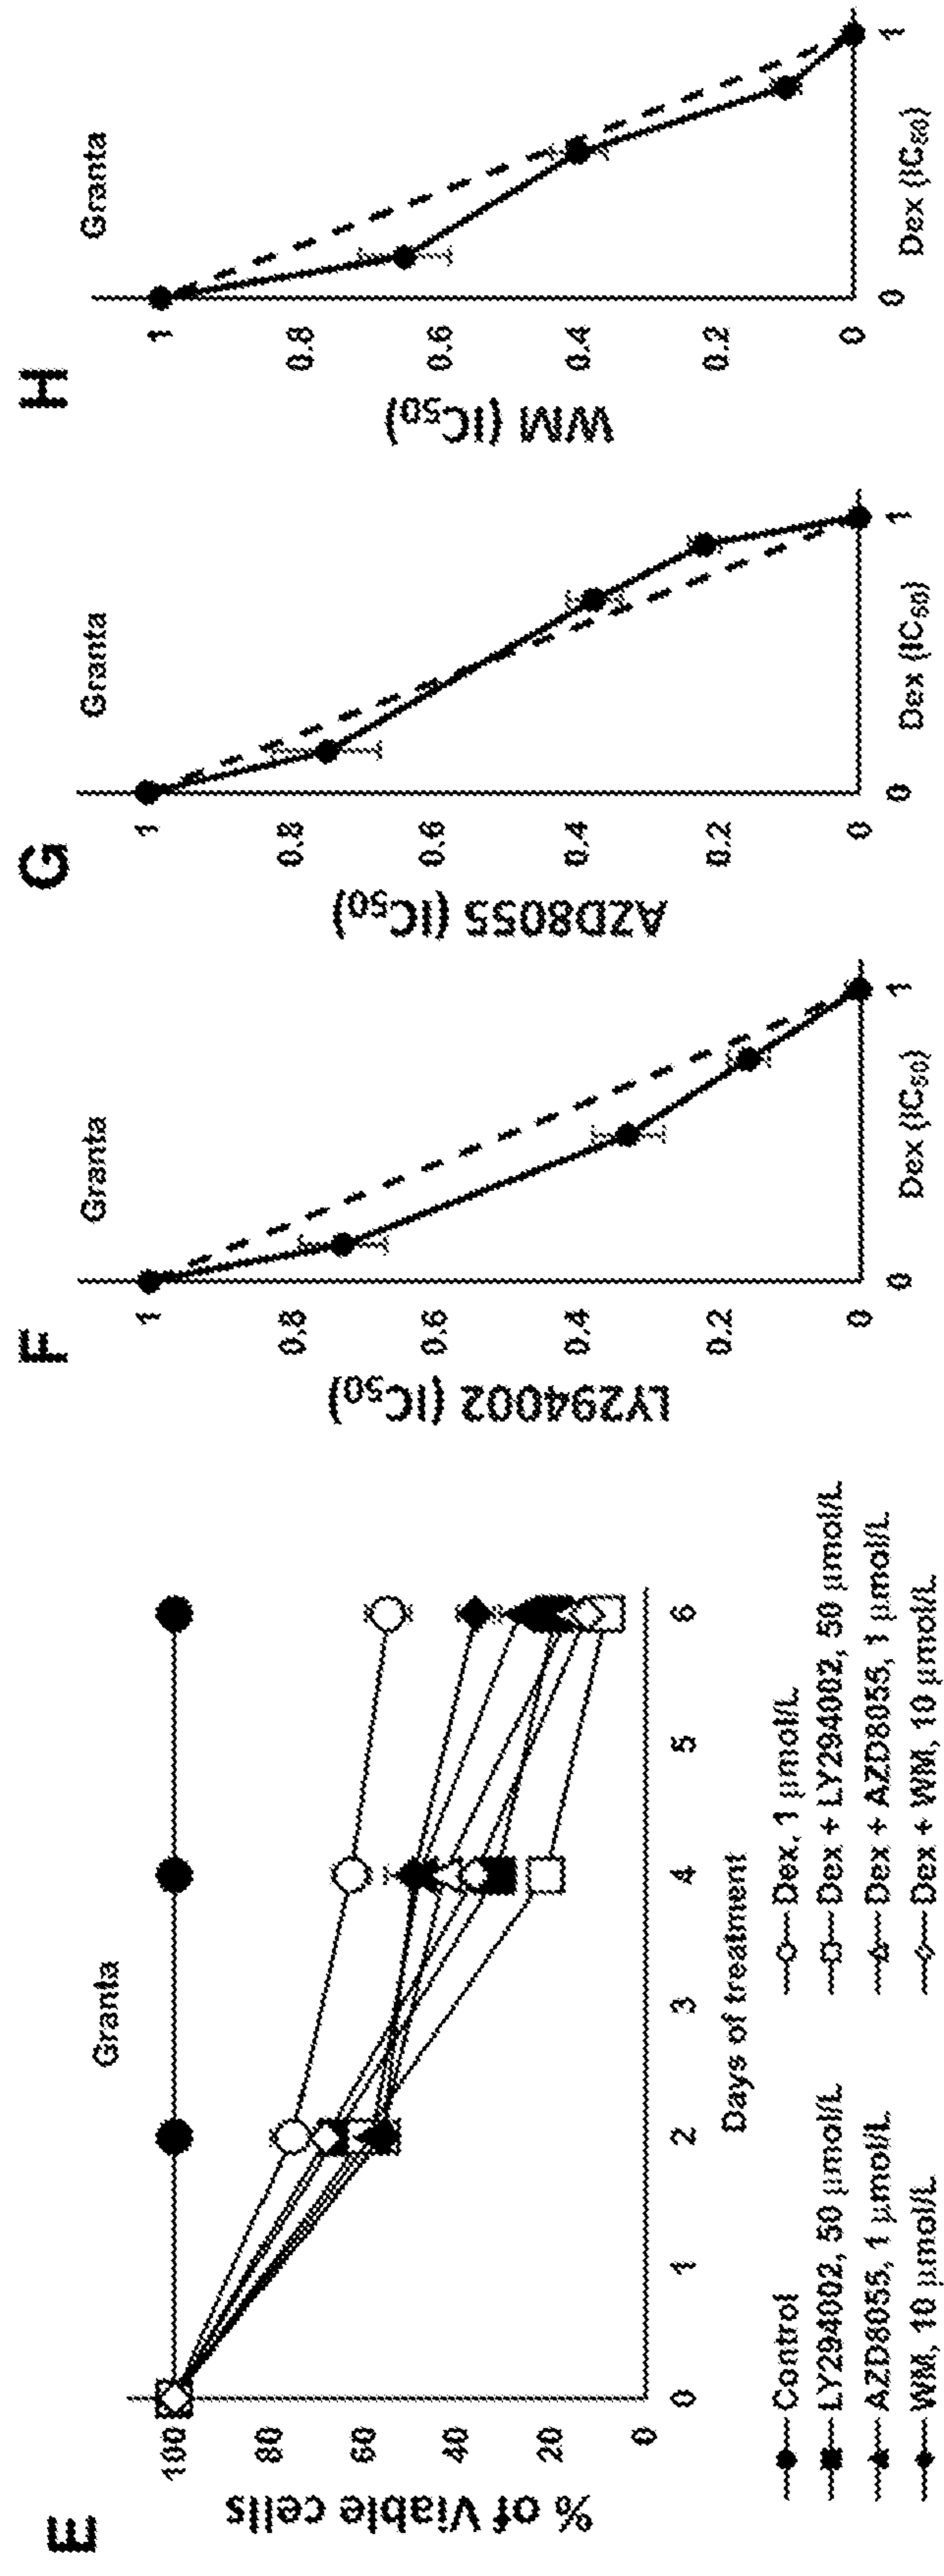 E
Granta
% of Viable cells
100
80
60
40
20
0
0 1 2 3 4 5 6
Days of treatment
Control
LY294002, 50 µmol/L
AZD8055, 1 µmol/L
WM, 10 µmol/L
Dex, 1 µmol/L
Dex + LY294002, 50 µmol/L
Dex + AZD8055, 1 µmol/L
Dex + WM, 10 µmol/L
F
Granta
LY294002 (IC50)
1
0.8
0.6
0.4
0.2
0
0 1
Dex (IC50)
G
Granta
AZD8055 (IC50)
1
0.8
0.6
0.4
0.2
0
0 1
Dex (IC50)
H
Granta
WM (IC50)
1
0.8
0.6
0.4
0.2
0
0 1
Dex (IC50)